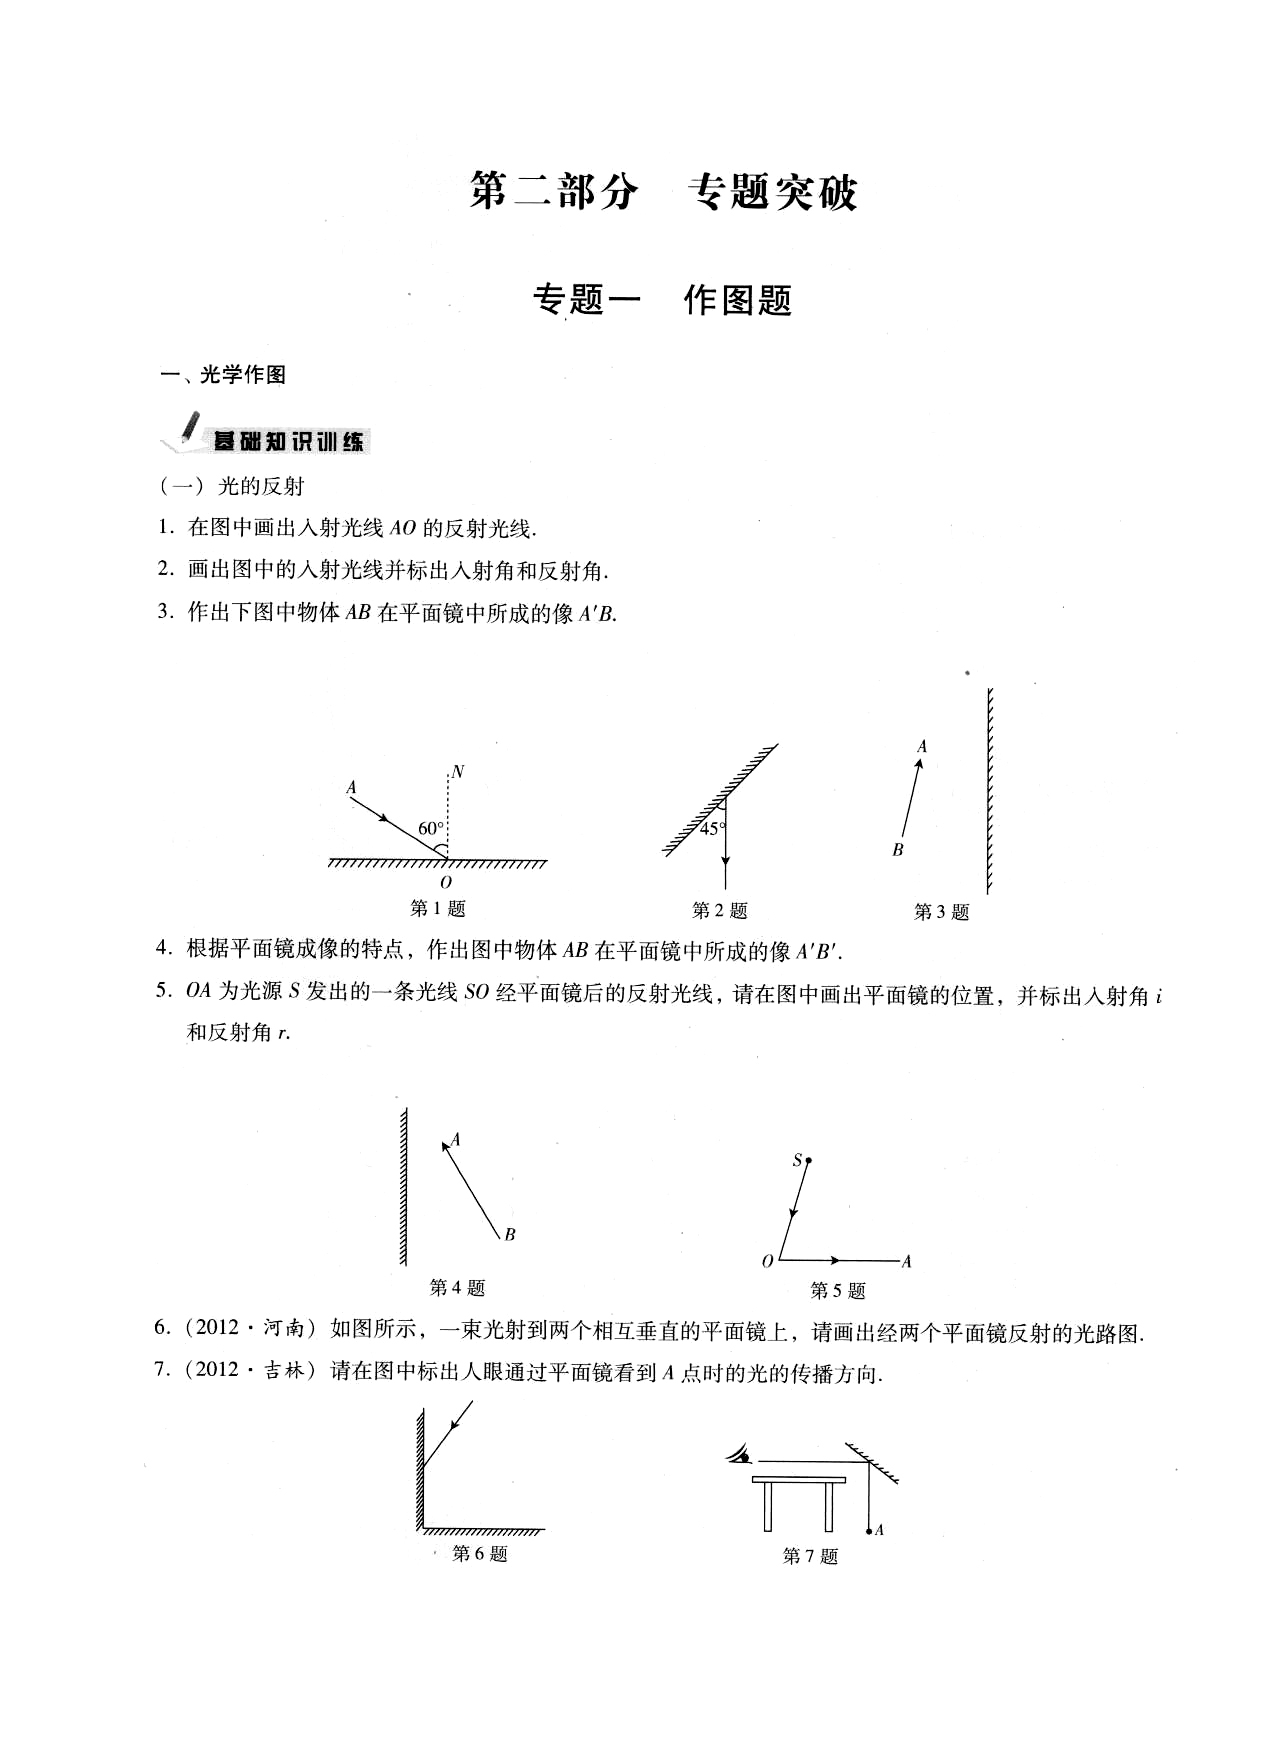 第二部分　专题突破
专题一　作图题
一、光学作图
基础知识训练
（一）光的反射
1. 在图中画出入射光线 AO 的反射光线.
2. 画出图中的入射光线并标出入射角和反射角.
3. 作出下图中物体 AB 在平面镜中所成的像 A′B.
A
N
60°
O
第 1 题
45°
第 2 题
A
B
第 3 题
4. 根据平面镜成像的特点，作出图中物体 AB 在平面镜中所成的像 A′B′.
5. OA 为光源 S 发出的一条光线 SO 经平面镜后的反射光线，请在图中画出平面镜的位置，并标出入射角 i
和反射角 r.
A
B
第 4 题
S
O
A
第 5 题
6.（2012·河南）如图所示，一束光射到两个相互垂直的平面镜上，请画出经两个平面镜反射的光路图.
7.（2012·吉林）请在图中标出人眼通过平面镜看到 A 点时的光的传播方向.
第 6 题
A
第 7 题